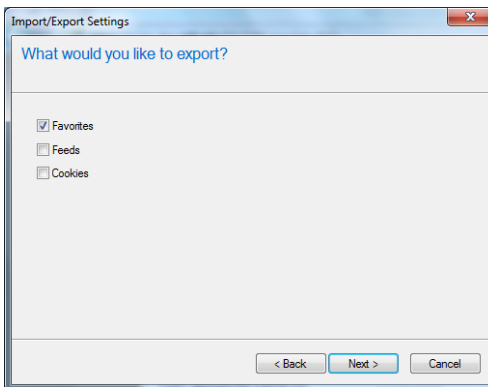 Import/Export Settings
What would you like to export?
Favorites
Feeds
Cookies
< Back Next > Cancel